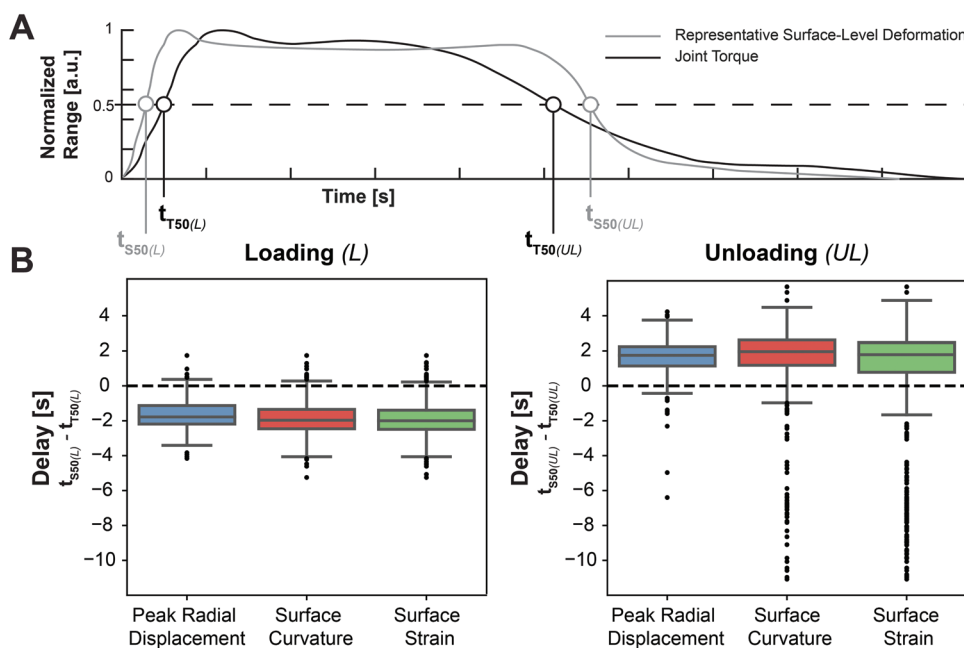 A
Normalized
Range [a.u.]
1
0.5
0
Representative Surface-Level Deformation
Joint Torque
Time [s]
tS50(L)
tT50(L)
tT50(UL)
tS50(UL)
B
Loading (L)
Delay [s]
tS50(L) - tT50(L)
4
2
0
−2
−4
−6
−8
−10
Peak Radial
Displacement
Surface
Curvature
Surface
Strain
Unloading (UL)
Delay [s]
tS50(UL) - tT50(UL)
4
2
0
−2
−4
−6
−8
−10
Peak Radial
Displacement
Surface
Curvature
Surface
Strain